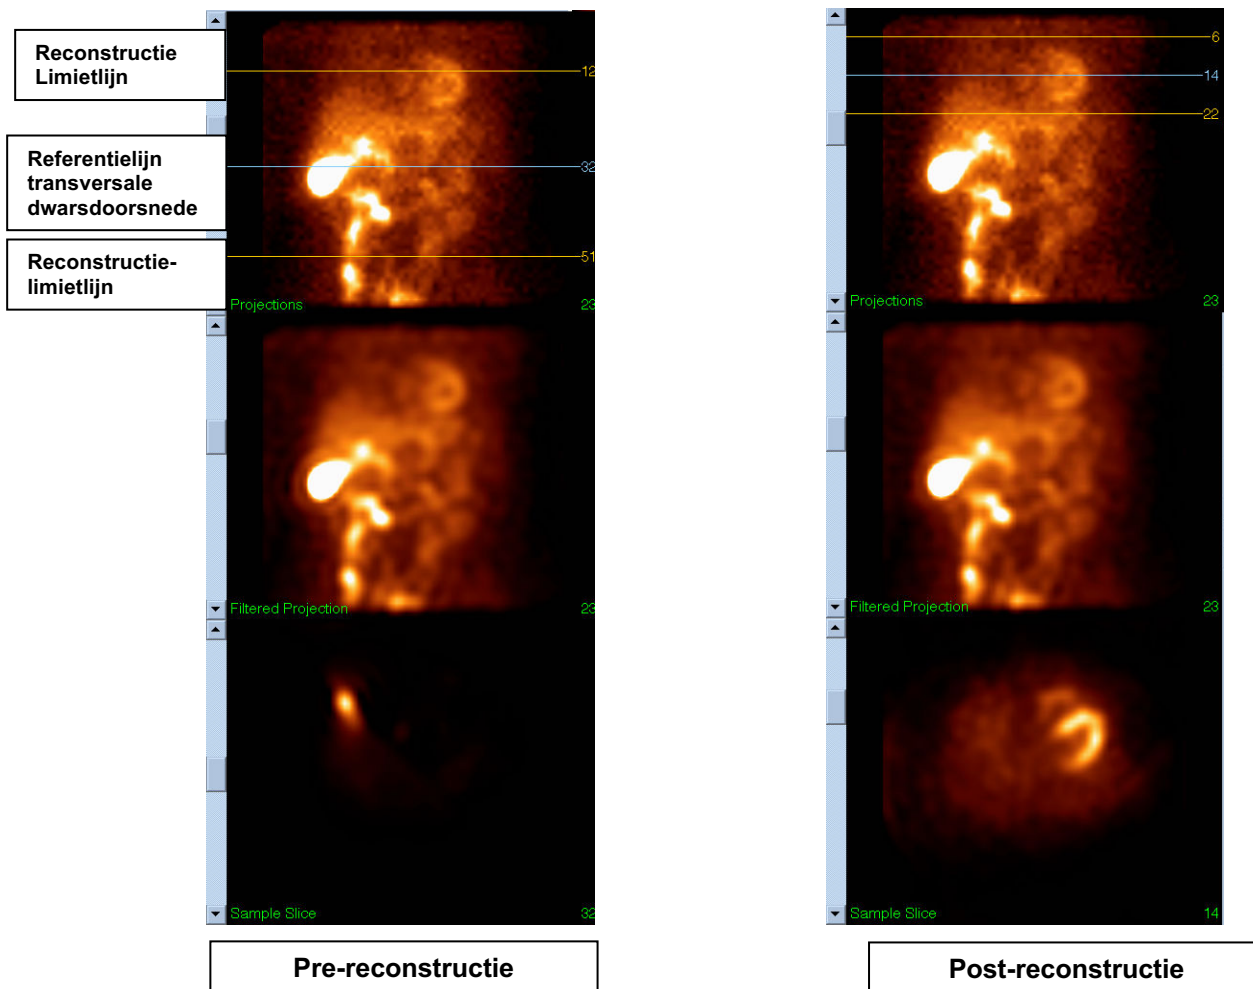 Reconstructie
Limietlijn
12
Referentielijn
transversale
dwarsdoorsnede
32
Reconstructie-
limietlijn
51
Projections 23
Filtered Projection 23
Sample Slice 32
Pre-reconstructie
6
14
22
Projections 23
Filtered Projection 23
Sample Slice 14
Post-reconstructie